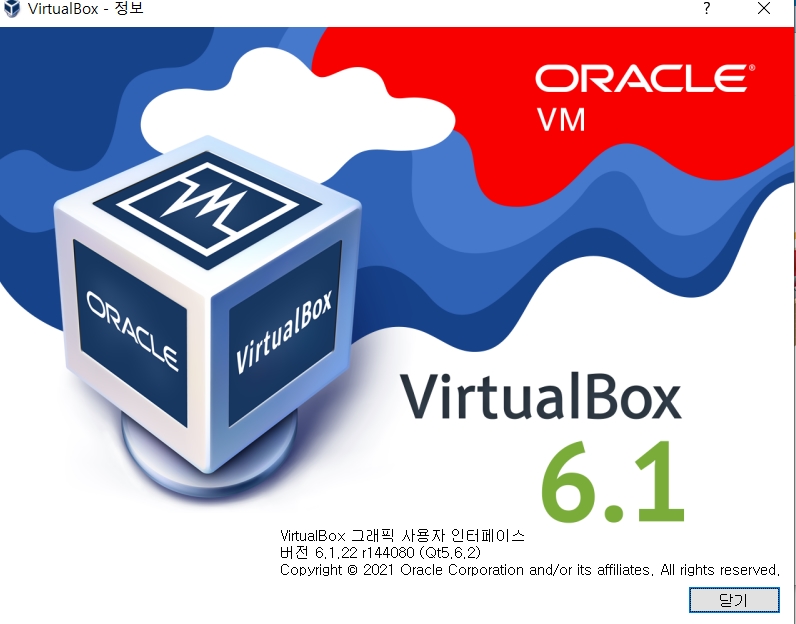 VirtualBox - 정보
ORACLE®
VM
ORACLE
VirtualBox
VirtualBox
6.1
VirtualBox 그래픽 사용자 인터페이스
버전 6.1.22 r144080 (Qt5.6.2)
Copyright © 2021 Oracle Corporation and/or its affiliates. All rights reserved.
닫기